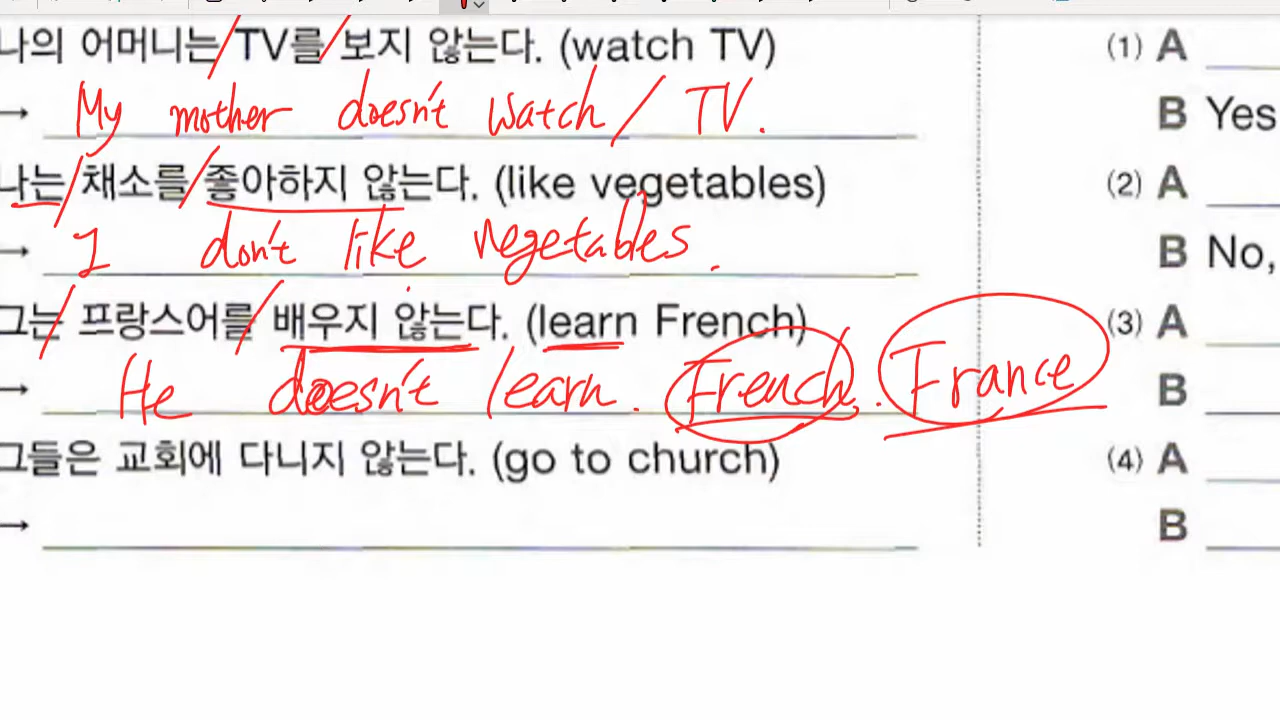 나의 어머니는 TV를 보지 않는다. (watch TV)
→ My mother doesn't watch / TV.
나는 채소를 좋아하지 않는다. (like vegetables)
→ I don't like vegetables.
그는 프랑스어를 배우지 않는다. (learn French)
→ He doesn't learn. French. France
그들은 교회에 다니지 않는다. (go to church)
→
(1) A
B Yes
(2) A
B No,
(3) A
B
(4) A
B